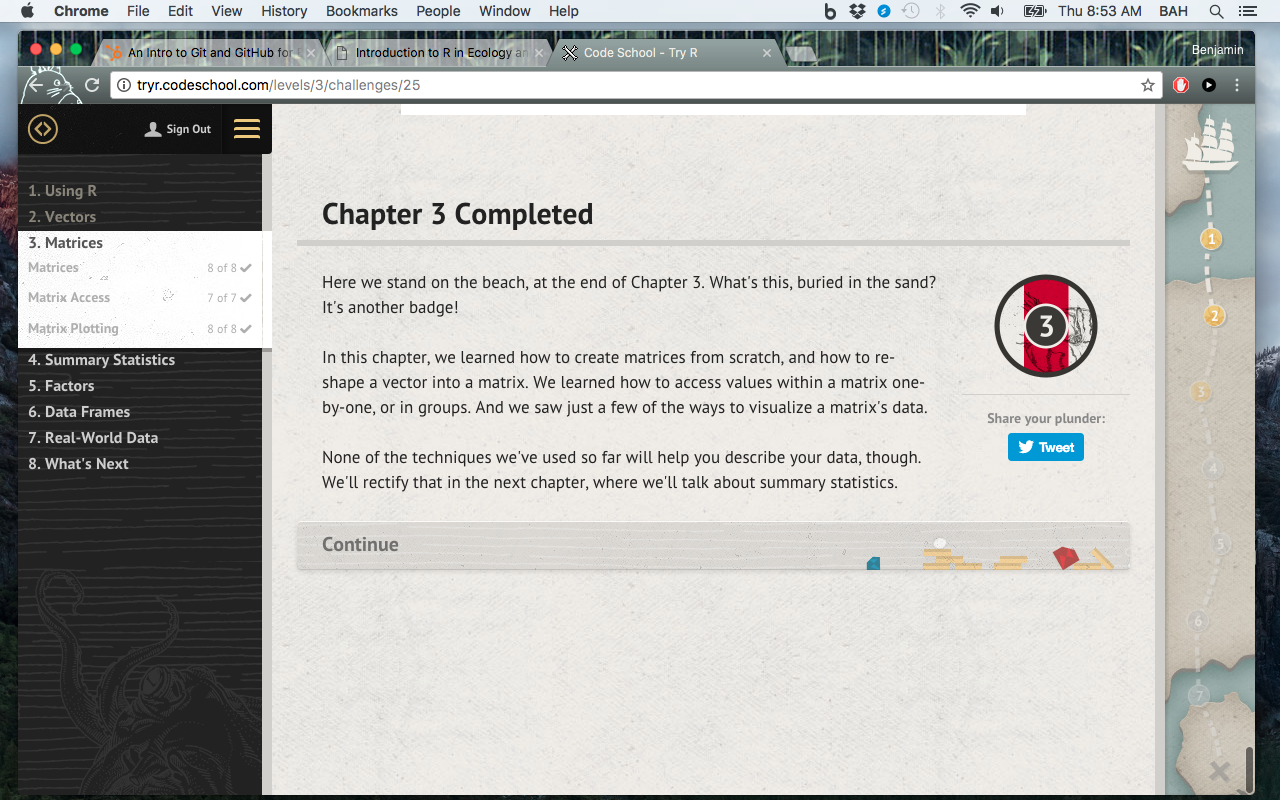 Chrome File Edit View History Bookmarks People Window Help Thu 8:53 AM BAH
An Intro to Git and GitHub for Introduction to R in Ecology an Code School - Try R Benjamin
tryr.codeschool.com/levels/3/challenges/25
Sign Out
1. Using R
2. Vectors
3. Matrices
Matrices 8 of 8
Matrix Access 7 of 7
Matrix Plotting 8 of 8
4. Summary Statistics
5. Factors
6. Data Frames
7. Real-World Data
8. What's Next
Chapter 3 Completed
Here we stand on the beach, at the end of Chapter 3. What's this, buried in the sand?
It's another badge!
In this chapter, we learned how to create matrices from scratch, and how to re-
shape a vector into a matrix. We learned how to access values within a matrix one-
by-one, or in groups. And we saw just a few of the ways to visualize a matrix's data.
None of the techniques we've used so far will help you describe your data, though.
We'll rectify that in the next chapter, where we'll talk about summary statistics.
3
Share your plunder:
Tweet
Continue
1
2
3
4
5
6
7